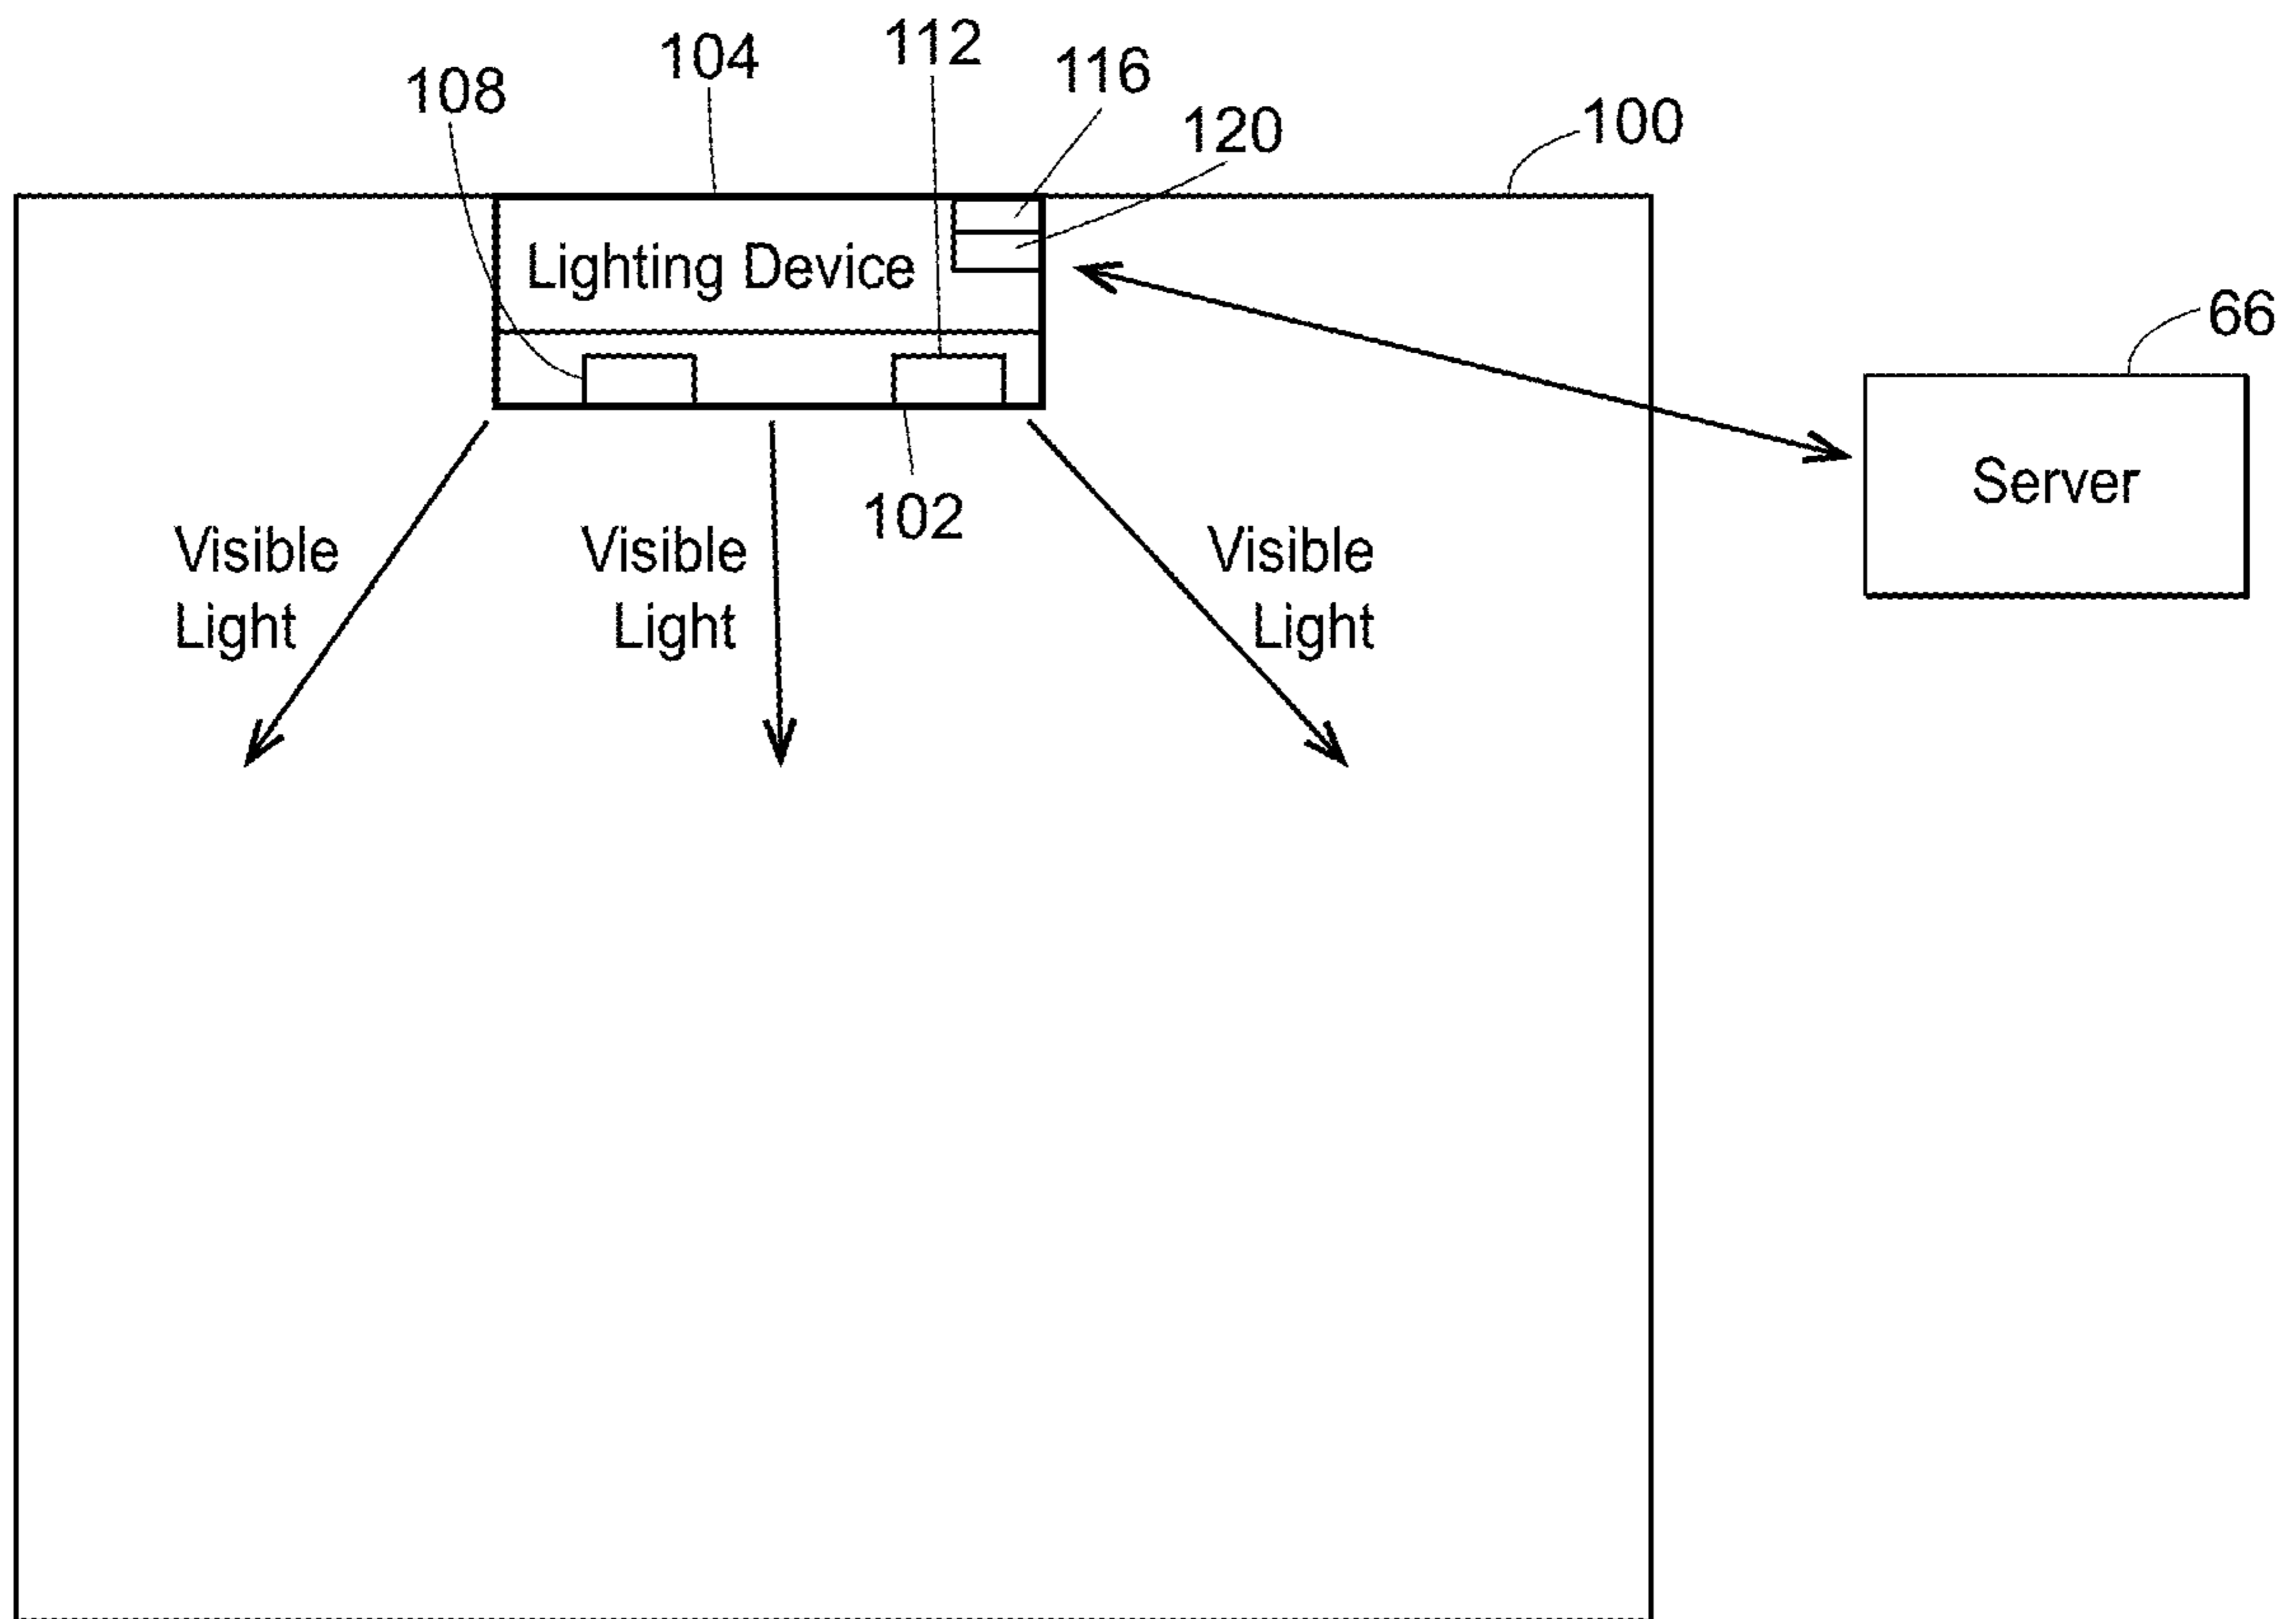 112
104
116
108
100
120
Lighting Device
66
Server
102
Visible
Light
Visible
Light
Visible
Light